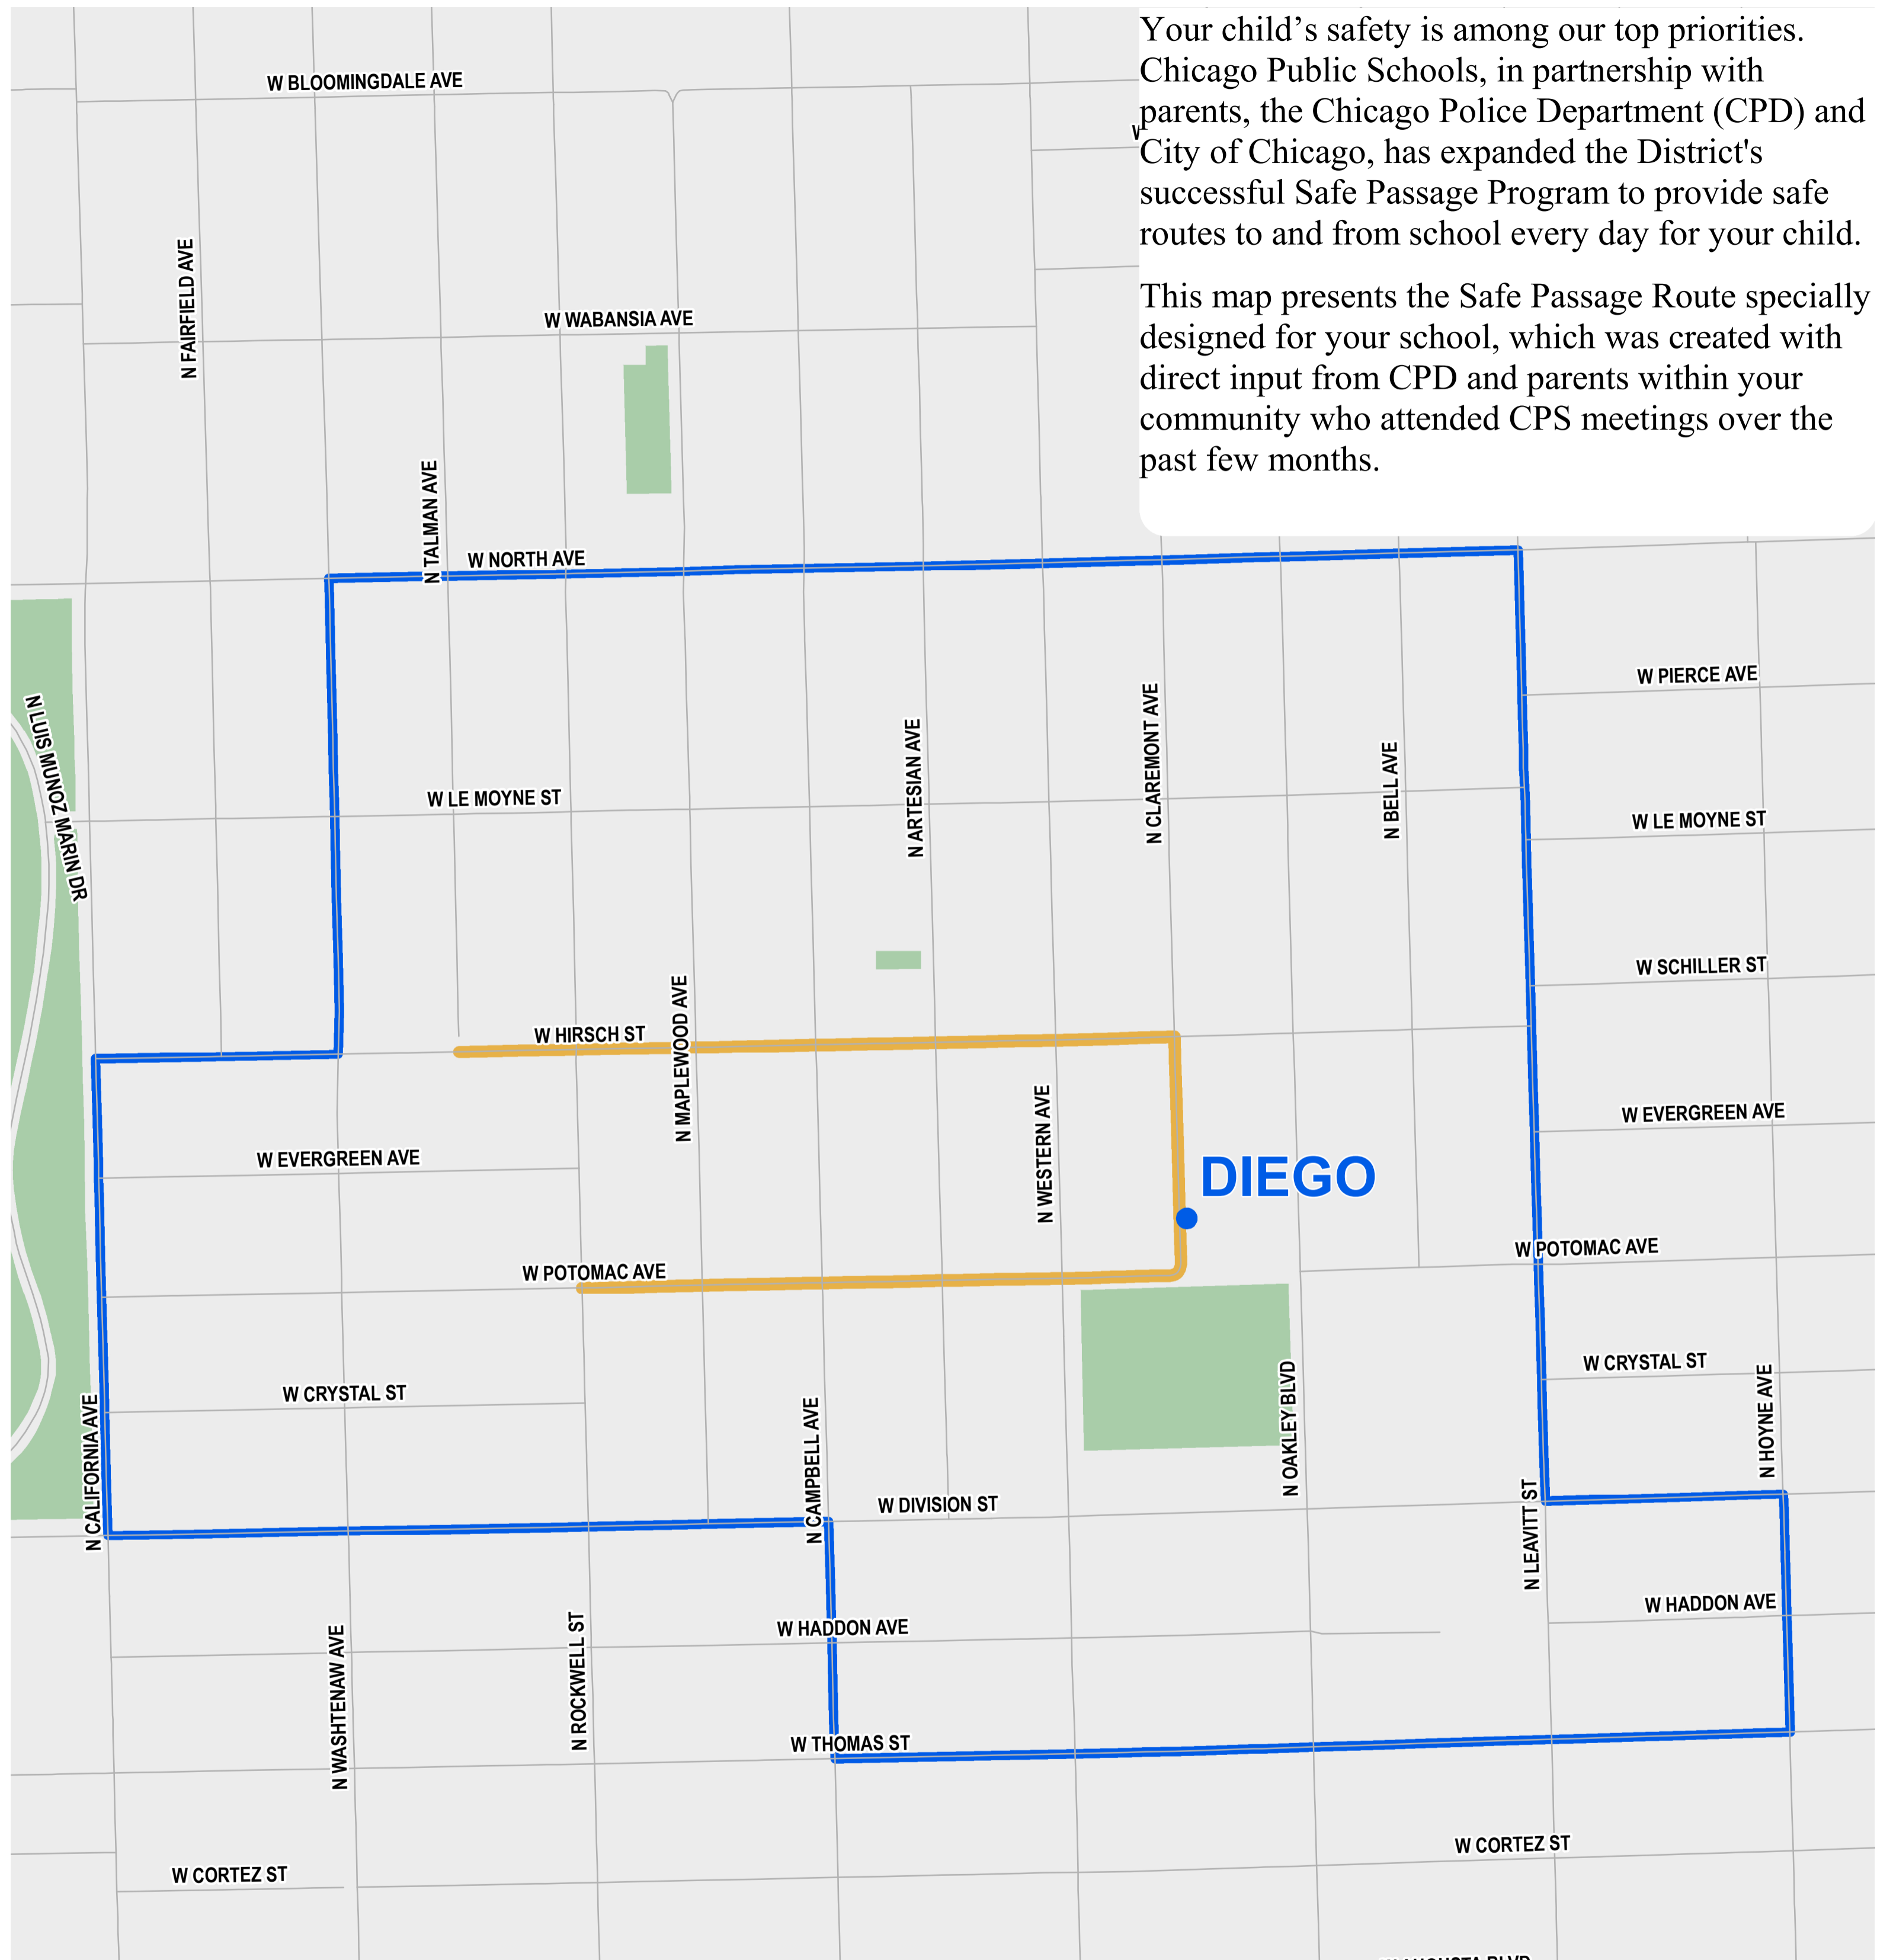 Your child’s safety is among our top priorities.
Chicago Public Schools, in partnership with
parents, the Chicago Police Department (CPD) and
City of Chicago, has expanded the District's
successful Safe Passage Program to provide safe
routes to and from school every day for your child.
This map presents the Safe Passage Route specially
designed for your school, which was created with
direct input from CPD and parents within your
community who attended CPS meetings over the
past few months.
W BLOOMINGDALE AVE
N FAIRFIELD AVE
W WABANSIA AVE
N TALMAN AVE
W NORTH AVE
N LUIS MUNOZ MARIN DR
W PIERCE AVE
W LE MOYNE ST
N ARTESIAN AVE
N CLAREMONT AVE
N BELL AVE
W LE MOYNE ST
W SCHILLER ST
W HIRSCH ST
N MAPLEWOOD AVE
N WESTERN AVE
W EVERGREEN AVE
W EVERGREEN AVE
DIEGO
W POTOMAC AVE
W POTOMAC AVE
W CRYSTAL ST
W CRYSTAL ST
N CALIFORNIA AVE
N CAMPBELL AVE
N OAKLEY BLVD
N HOYNE AVE
W DIVISION ST
N LEAVITT ST
W HADDON AVE
W HADDON AVE
N WASHTENAW AVE
N ROCKWELL ST
W THOMAS ST
W CORTEZ ST
W CORTEZ ST